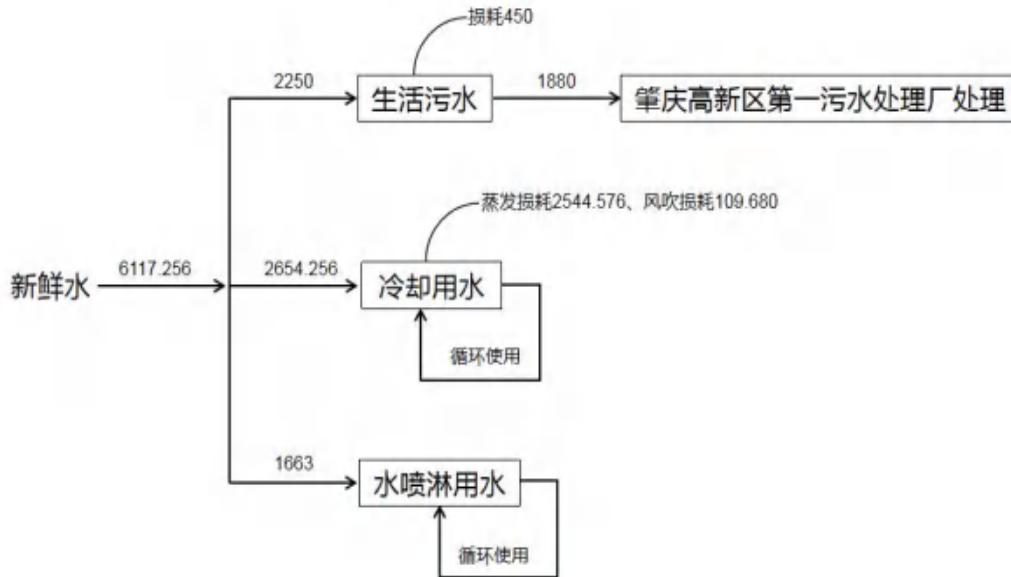 损耗450
2250
生活污水
1880
肇庆高新区第一污水处理厂处理
蒸发损耗2544.576、风吹损耗109.680
新鲜水
6117.256
2654.256
冷却用水
循环使用
1663
水喷淋用水
循环使用